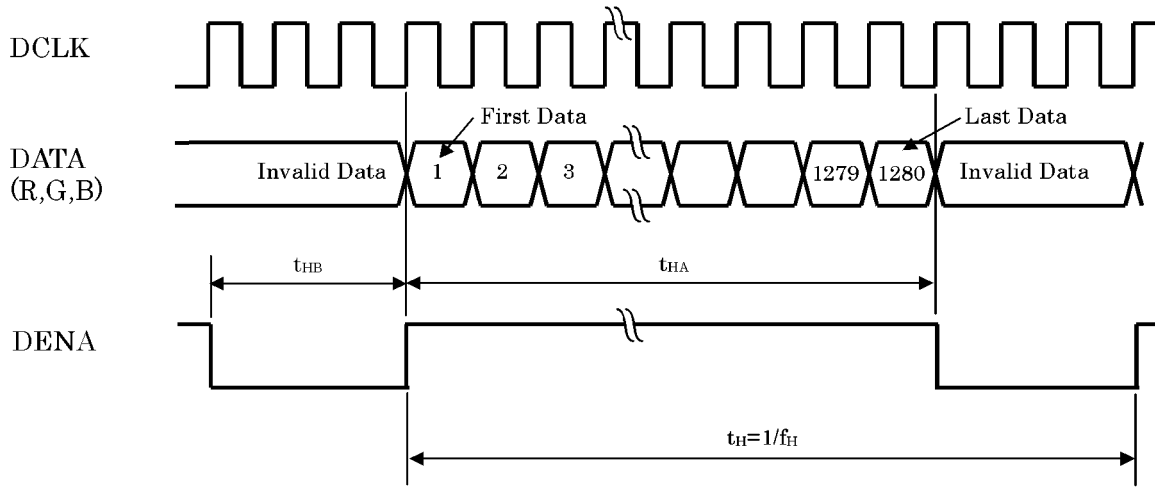 DCLK
First Data
Last Data
DATA
(R,G,B)
Invalid Data
1
2
3
1279
1280
Invalid Data
tHB
tHA
DENA
tH=1/fH